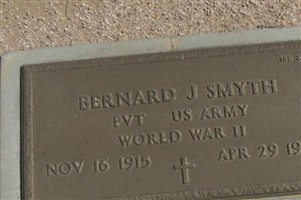 BERNARD J SMYTH
PVT US ARMY
WORLD WAR II
NOV 16 1915 APR 29 19